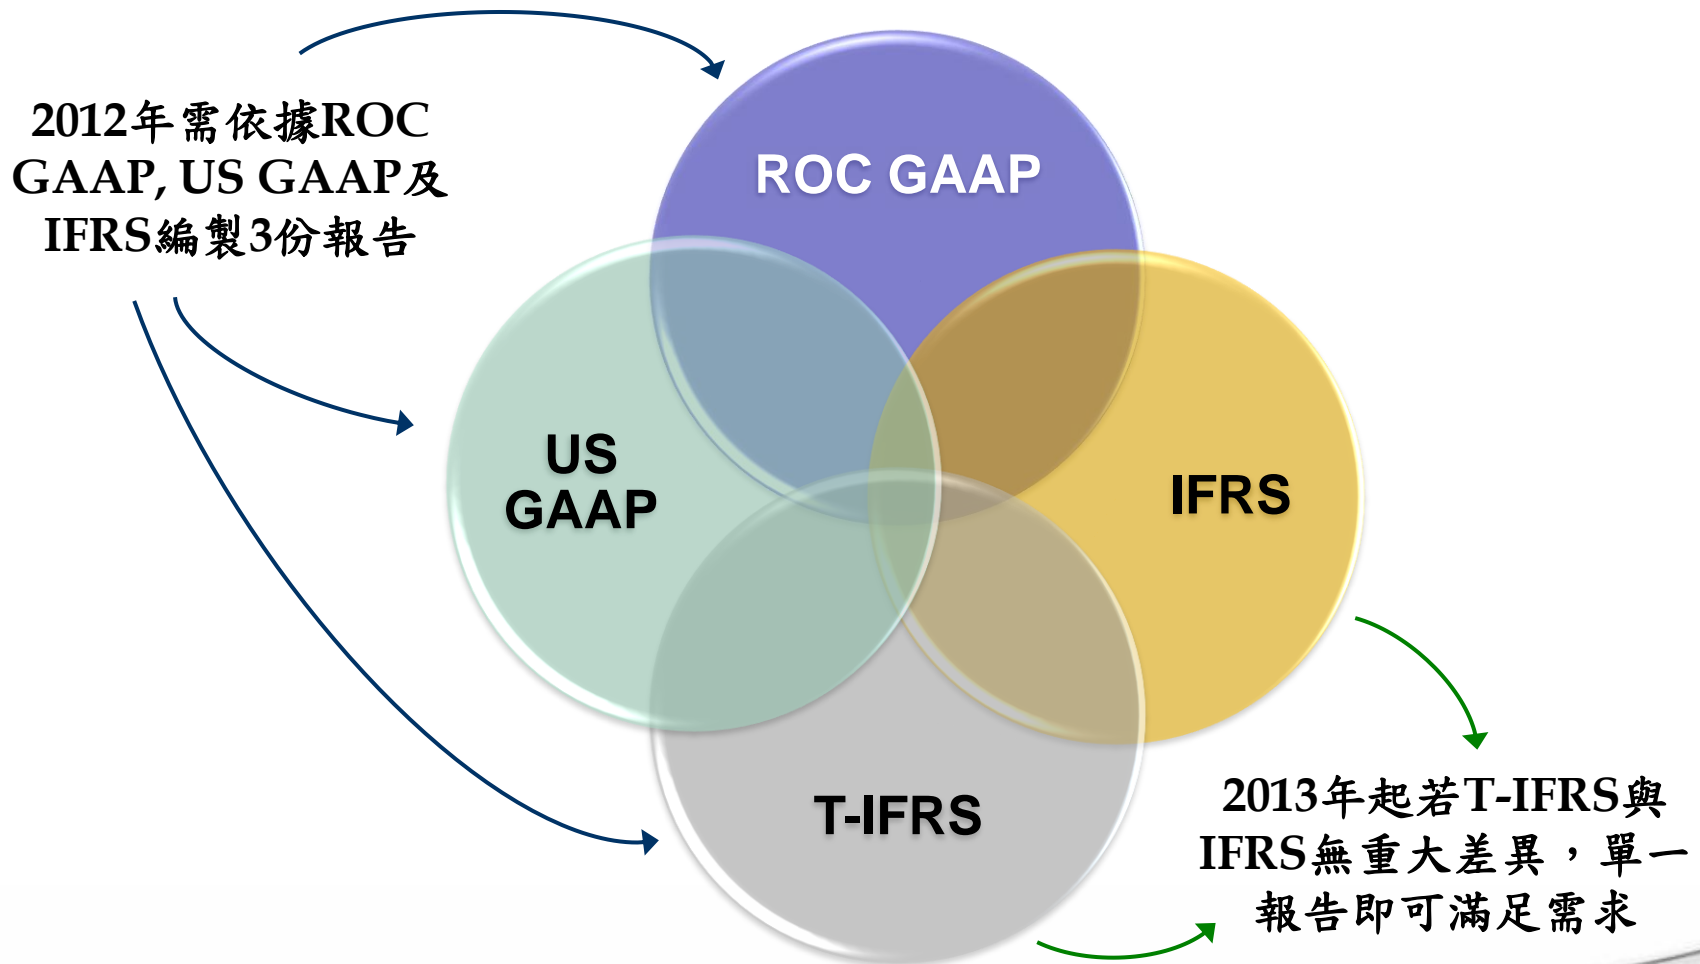 2012年需依據ROC
GAAP, US GAAP及
IFRS編製3份報告
ROC GAAP
US
GAAP
IFRS
T-IFRS
2013年起若T-IFRS與
IFRS無重大差異，單一
報告即可滿足需求